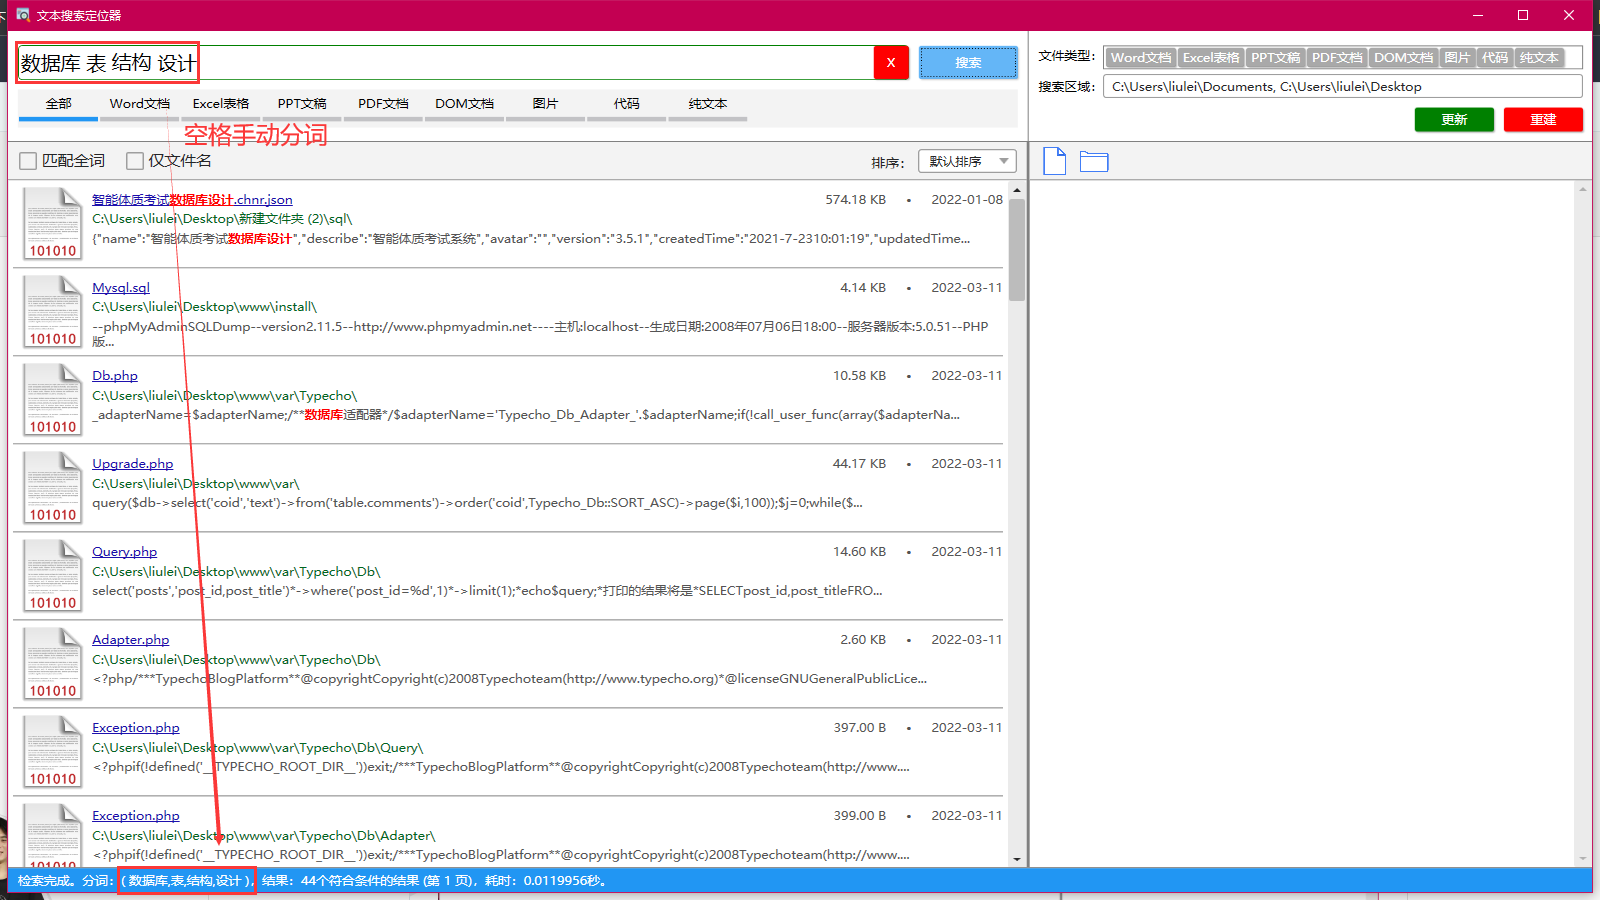 文本搜索定位器
数据库 表 结构 设计
X
搜索
文件类型：
Word文档 Excel表格 PPT文稿 PDF文档 DOM文档 图片 代码 纯文本
搜索区域：
C:\Users\liulei\Documents, C:\Users\liulei\Desktop
更新
重建
全部 Word文档 Excel表格 PPT文稿 PDF文档 DOM文档 图片 代码 纯文本
空格手动分词
匹配全词 仅文件名
排序： 默认排序
智能体质考试数据库设计.chnr.json 574.18 KB • 2022-01-08
C:\Users\liulei\Desktop\新建文件夹 (2)\sql\
{"name":"智能体质考试数据库设计","describe":"智能体质考试系统","avatar":"","version":"3.5.1","createdTime":"2021-7-2310:01:19","updatedTime...
101010
Mysql.sql 4.14 KB • 2022-03-11
C:\Users\liulei\Desktop\www\install\
--phpMyAdminSQLDump--version2.11.5--http://www.phpmyadmin.net----主机:localhost--生成日期:2008年07月06日18:00--服务器版本:5.0.51--PHP
版...
101010
Db.php 10.58 KB • 2022-03-11
C:\Users\liulei\Desktop\www\var\Typecho\
_adapterName=$adapterName;/**数据库适配器*/$adapterName='Typecho_Db_Adapter_'.$adapterName;if(!call_user_func(array($adapterNa...
101010
Upgrade.php 44.17 KB • 2022-03-11
C:\Users\liulei\Desktop\www\var\
query($db->select('coid','text')->from('table.comments')->order('coid',Typecho_Db::SORT_ASC)->page($i,100));$j=0;while($...
101010
Query.php 14.60 KB • 2022-03-11
C:\Users\liulei\Desktop\www\var\Typecho\Db\
select('posts','post_id,post_title')*->where('post_id=%d',1)*->limit(1);*echo$query;*打印的结果将是*SELECTpost_id,post_titleFRO...
101010
Adapter.php 2.60 KB • 2022-03-11
C:\Users\liulei\Desktop\www\var\Typecho\Db\
<?php/***TypechoBlogPlatform**@copyrightCopyright(c)2008Typechoteam(http://www.typecho.org)*@licenseGNUGeneralPublicLice...
101010
Exception.php 397.00 B • 2022-03-11
C:\Users\liulei\Desktop\www\var\Typecho\Db\Query\
<?phpif(!defined('__TYPECHO_ROOT_DIR__'))exit;/***TypechoBlogPlatform**@copyrightCopyright(c)2008Typechoteam(http://www....
101010
Exception.php 399.00 B • 2022-03-11
C:\Users\liulei\Desktop\www\var\Typecho\Db\Adapter\
<?phpif(!defined('__TYPECHO_ROOT_DIR__'))exit;/***TypechoBlogPlatform**@copyrightCopyright(c)2008Typechoteam(http://www....
101010
检索完成。分词：( 数据库,表,结构,设计 )，结果：44个符合条件的结果 (第 1 页)，耗时：0.0119956秒。